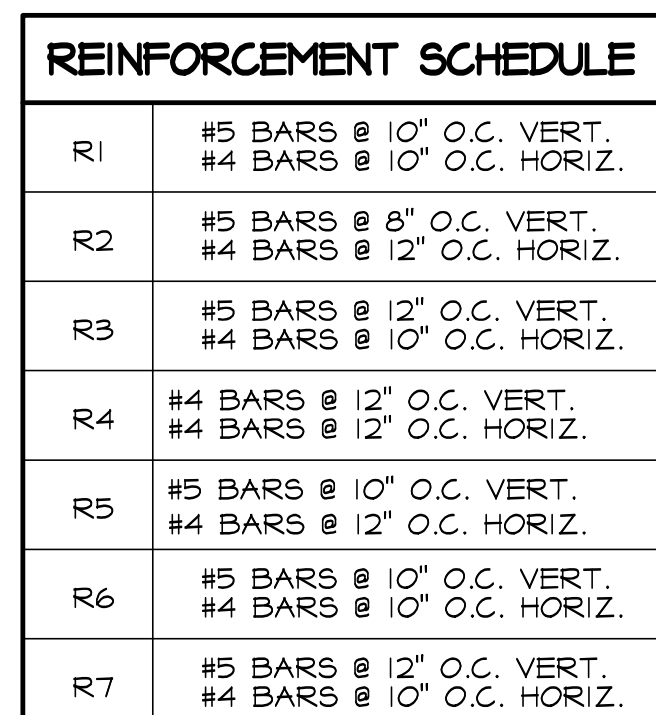 REINFORCEMENT SCHEDULE
R1 #5 BARS @ 10" O.C. VERT.
#4 BARS @ 10" O.C. HORIZ.
R2 #5 BARS @ 8" O.C. VERT.
#4 BARS @ 12" O.C. HORIZ.
R3 #5 BARS @ 12" O.C. VERT.
#4 BARS @ 10" O.C. HORIZ.
R4 #4 BARS @ 12" O.C. VERT.
#4 BARS @ 12" O.C. HORIZ.
R5 #5 BARS @ 10" O.C. VERT.
#4 BARS @ 12" O.C. HORIZ.
R6 #5 BARS @ 10" O.C. VERT.
#4 BARS @ 10" O.C. HORIZ.
R7 #5 BARS @ 12" O.C. VERT.
#4 BARS @ 10" O.C. HORIZ.